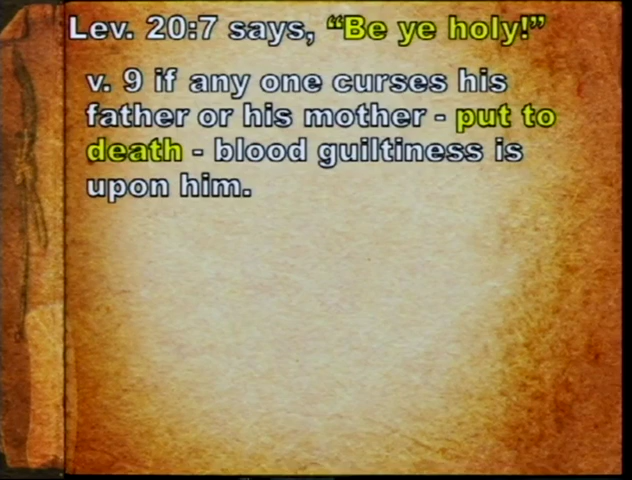 Lev. 20:7 says, “Be ye holy!”
v. 9 if any one curses his
father or his mother - put to
death - blood guiltiness is
upon him.